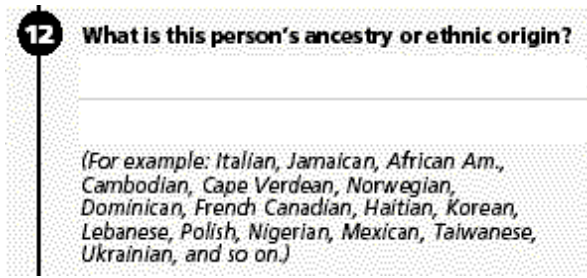 12 What is this person's ancestry or ethnic origin?
(For example: Italian, Jamaican, African Am.,
Cambodian, Cape Verdean, Norwegian,
Dominican, French Canadian, Haitian, Korean,
Lebanese, Polish, Nigerian, Mexican, Taiwanese,
Ukrainian, and so on.)